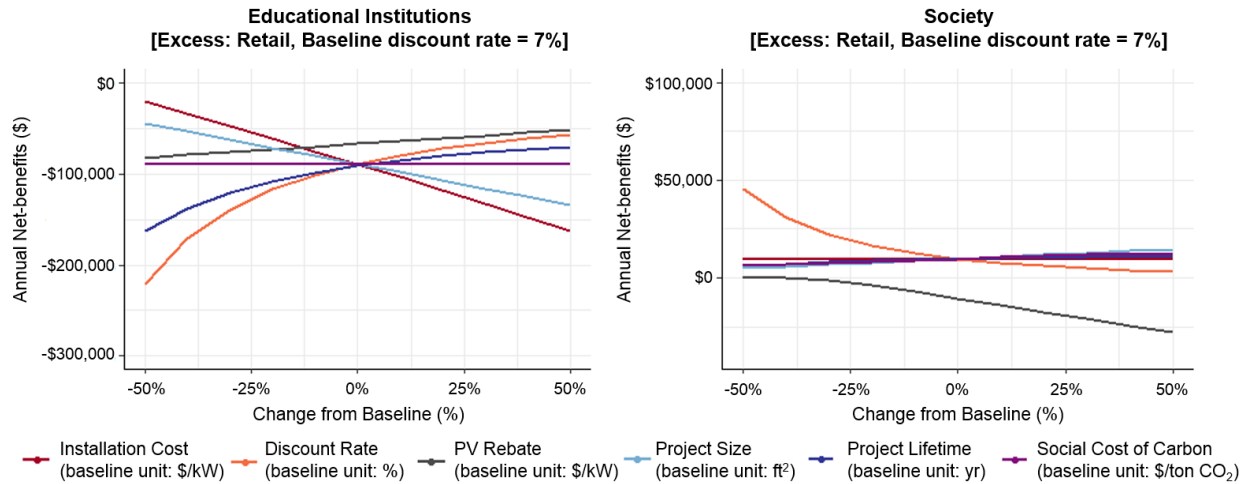 Educational Institutions
[Excess: Retail, Baseline discount rate = 7%]
Annual Net-benefits ($)
$0
-$100,000
-$200,000
-$300,000
-50%
-25%
0%
25%
50%
Change from Baseline (%)
Society
[Excess: Retail, Baseline discount rate = 7%]
Annual Net-benefits ($)
$100,000
$50,000
$0
-50%
-25%
0%
25%
50%
Change from Baseline (%)
Installation Cost
(baseline unit: $/kW)
Discount Rate
(baseline unit: %)
PV Rebate
(baseline unit: $/kW)
Project Size
(baseline unit: ft²)
Project Lifetime
(baseline unit: yr)
Social Cost of Carbon
(baseline unit: $/ton CO₂)